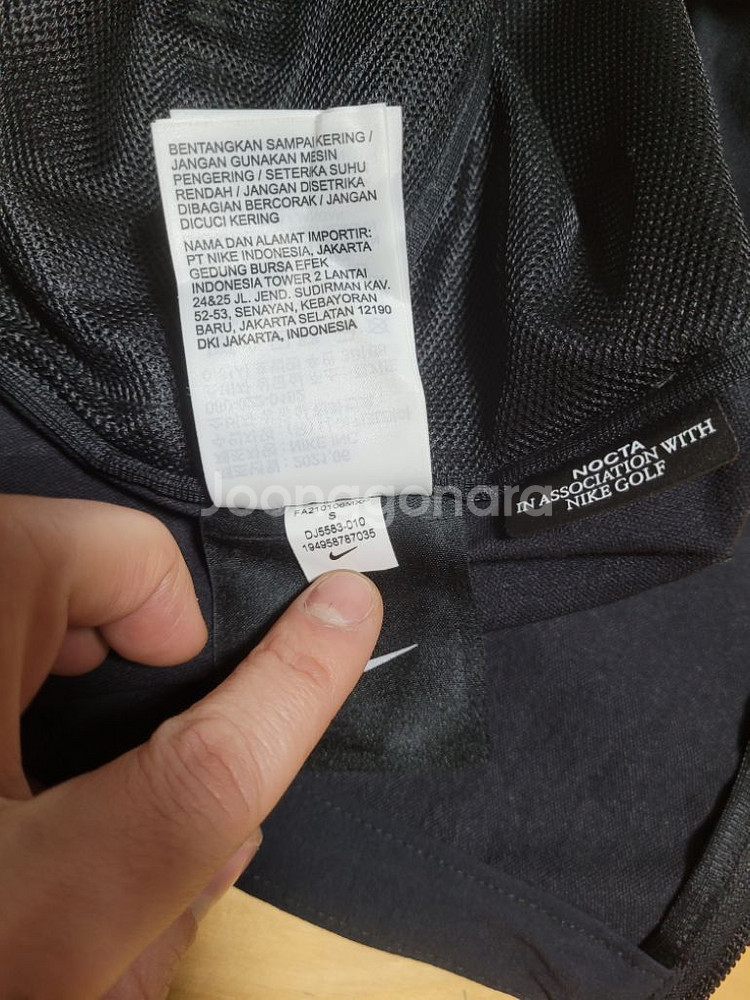 BENTANGKAN SAMPAIKERING /
JANGAN GUNAKAN MESIN
PENGERING / SETERIKA SUHU
RENDAH / JANGAN DISETRIKA
DIBAGIAN BERCORAK / JANGAN
DICUCI KERING
NAMA DAN ALAMAT IMPORTIR:
PT NIKE INDONESIA, JAKARTA
GEDUNG BURSA EFEK
INDONESIA TOWER 2 LANTAI
24&25 JL. JEND. SUDIRMAN KAV.
52-53, SENAYAN, KEBAYORAN
BARU, JAKARTA SELATAN 12190
DKI JAKARTA, INDONESIA
NOCTA
IN ASSOCIATION WITH
NIKE GOLF
Joonggonara
S
DJ5583-010
194958787035